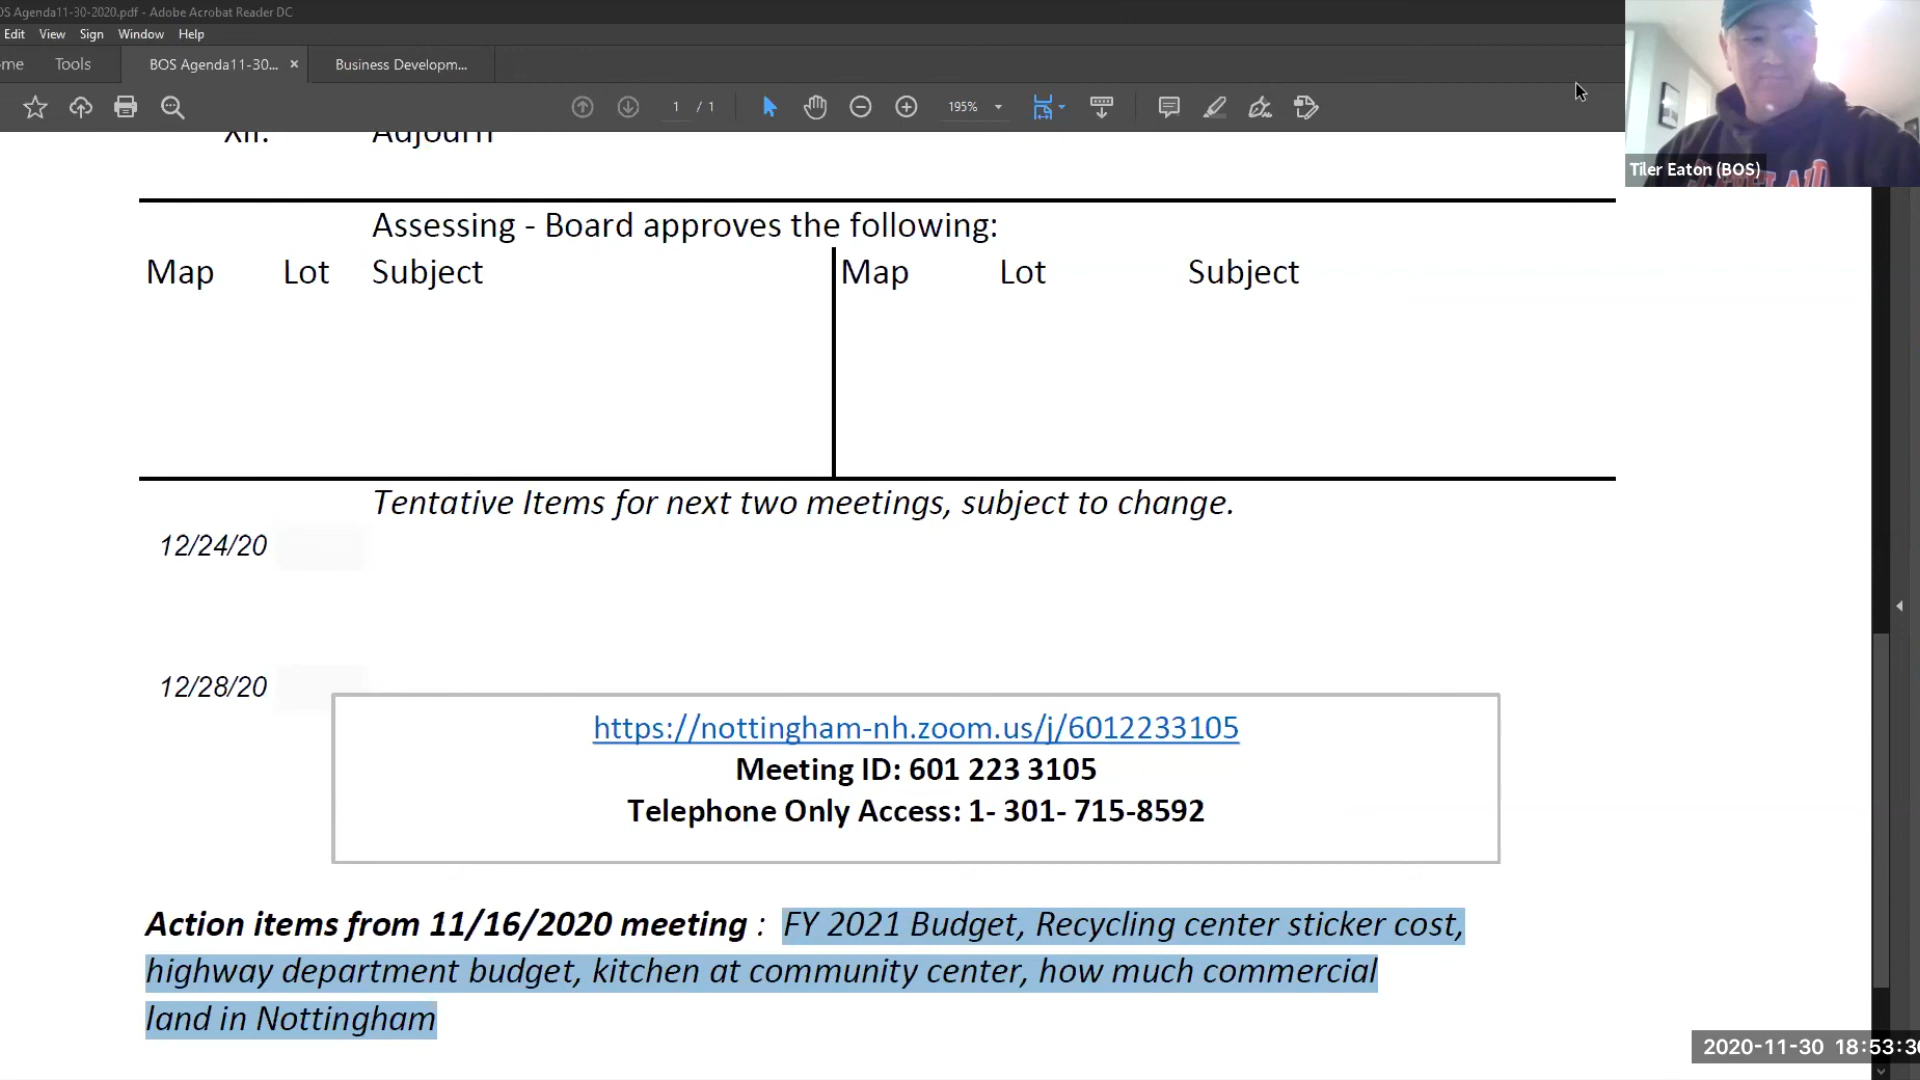 OS Agenda11-30-2020.pdf - Adobe Acrobat Reader DC
Edit View Sign Window Help
me Tools BOS Agenda11-30... × Business Developm...
1 / 1 195%
XII. Adjourn
Tiler Eaton (BOS)
Assessing - Board approves the following:
Map Lot Subject Map Lot Subject
Tentative Items for next two meetings, subject to change.
12/24/20
12/28/20
https://nottingham-nh.zoom.us/j/6012233105
Meeting ID: 601 223 3105
Telephone Only Access: 1- 301- 715-8592
Action items from 11/16/2020 meeting : FY 2021 Budget, Recycling center sticker cost,
highway department budget, kitchen at community center, how much commercial
land in Nottingham
2020-11-30 18:53:30